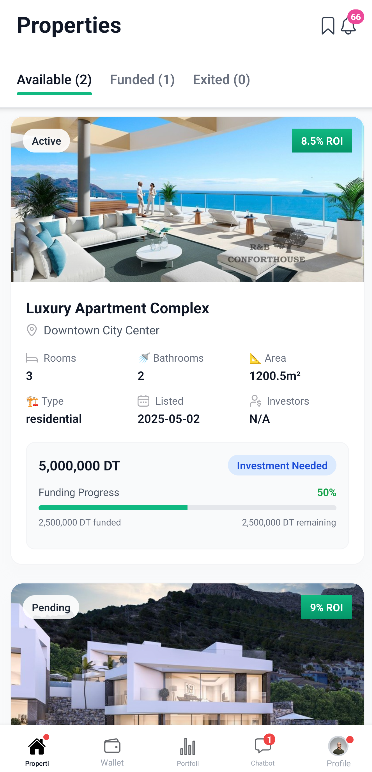 Properties
66
Available (2) Funded (1) Exited (0)
Active
8.5% ROI
R&B
CONFORTHOUSE
Luxury Apartment Complex
Downtown City Center
Rooms Bathrooms Area
3 2 1200.5m²
Type Listed Investors
residential 2025-05-02 N/A
5,000,000 DT Investment Needed
Funding Progress 50%
2,500,000 DT funded 2,500,000 DT remaining
Pending 9% ROI
1
Properti Wallet Portfoli Chatbot Profile